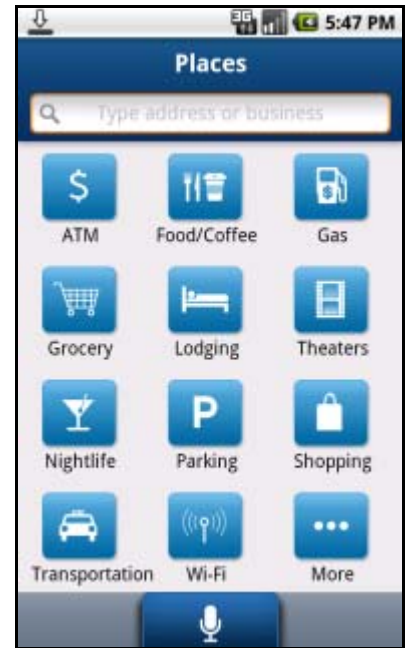 3G 5:47 PM
Places
Type address or business
$
ATM Food/Coffee Gas
Grocery Lodging Theaters
P
Nightlife Parking Shopping
Transportation Wi-Fi More